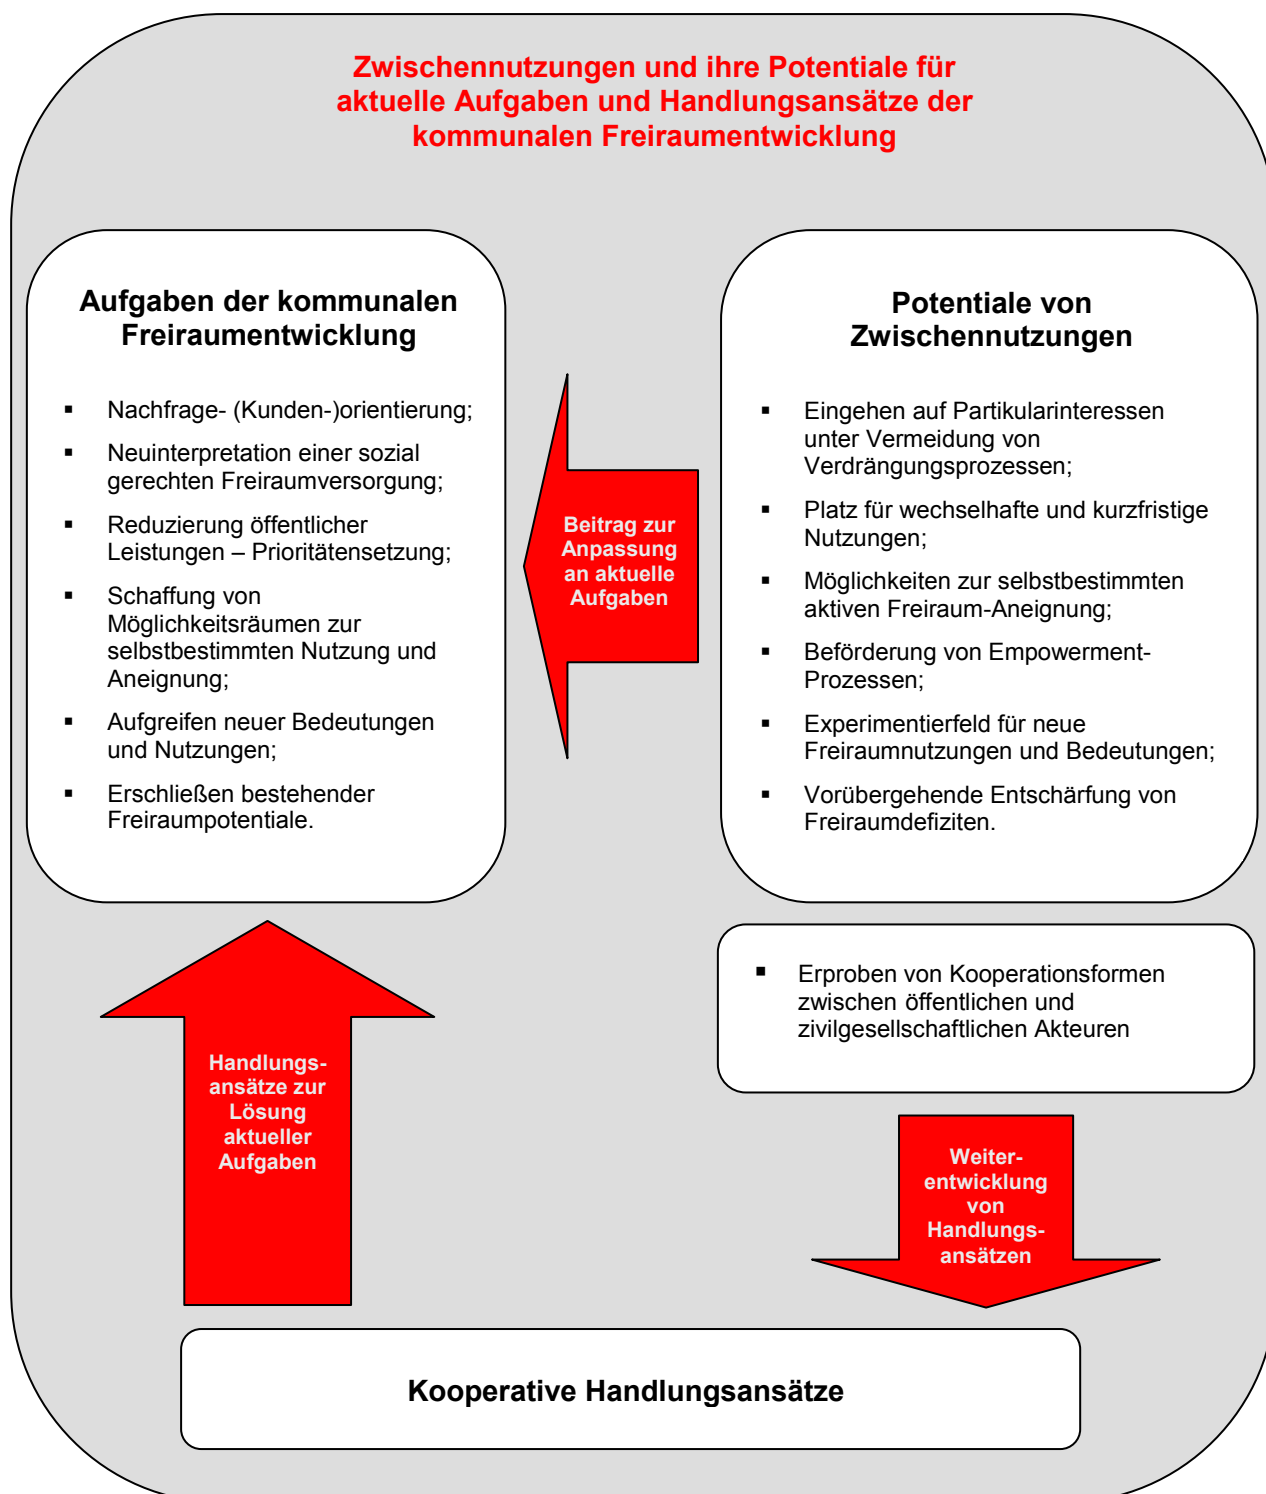 Zwischennutzungen und ihre Potentiale für
aktuelle Aufgaben und Handlungsansätze der
kommunalen Freiraumentwicklung
Aufgaben der kommunalen
Freiraumentwicklung
▪ Nachfrage- (Kunden-)orientierung;
▪ Neuinterpretation einer sozial
gerechten Freiraumversorgung;
▪ Reduzierung öffentlicher
Leistungen – Prioritätensetzung;
▪ Schaffung von
Möglichkeitsräumen zur
selbstbestimmten Nutzung und
Aneignung;
▪ Aufgreifen neuer Bedeutungen
und Nutzungen;
▪ Erschließen bestehender
Freiraumpotentiale.
Beitrag zur
Anpassung
an aktuelle
Aufgaben
Potentiale von
Zwischennutzungen
▪ Eingehen auf Partikularinteressen
unter Vermeidung von
Verdrängungsprozessen;
▪ Platz für wechselhafte und kurzfristige
Nutzungen;
▪ Möglichkeiten zur selbstbestimmten
aktiven Freiraum-Aneignung;
▪ Beförderung von Empowerment-
Prozessen;
▪ Experimentierfeld für neue
Freiraumnutzungen und Bedeutungen;
▪ Vorübergehende Entschärfung von
Freiraumdefiziten.
▪ Erproben von Kooperationsformen
zwischen öffentlichen und
zivilgesellschaftlichen Akteuren
Handlungs-
ansätze zur
Lösung
aktueller
Aufgaben
Weiter-
entwicklung
von
Handlungs-
ansätzen
Kooperative Handlungsansätze